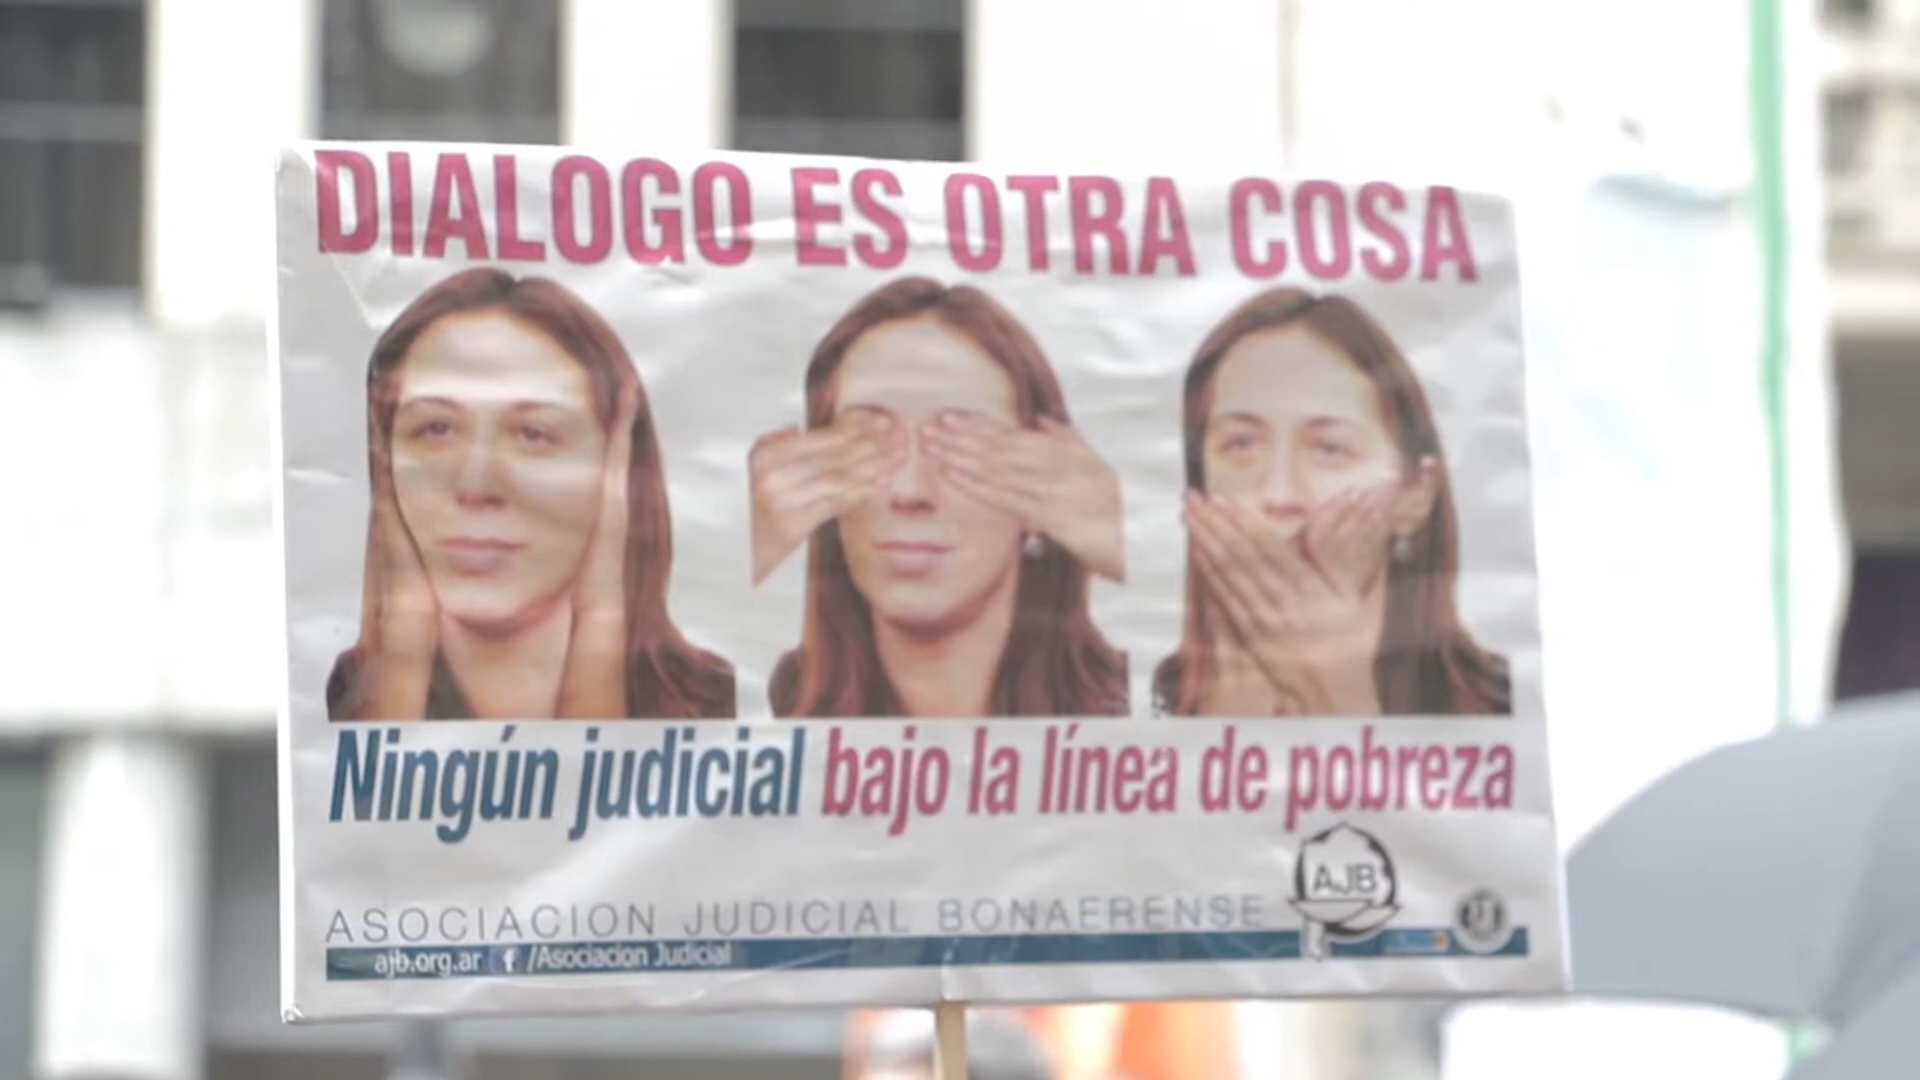 DIALOGO ES OTRA COSA
Ningún judicial bajo la línea de pobreza
AJB
ASOCIACION JUDICIAL BONAERENSE
ajb.org.ar f /Asociacion Judicial